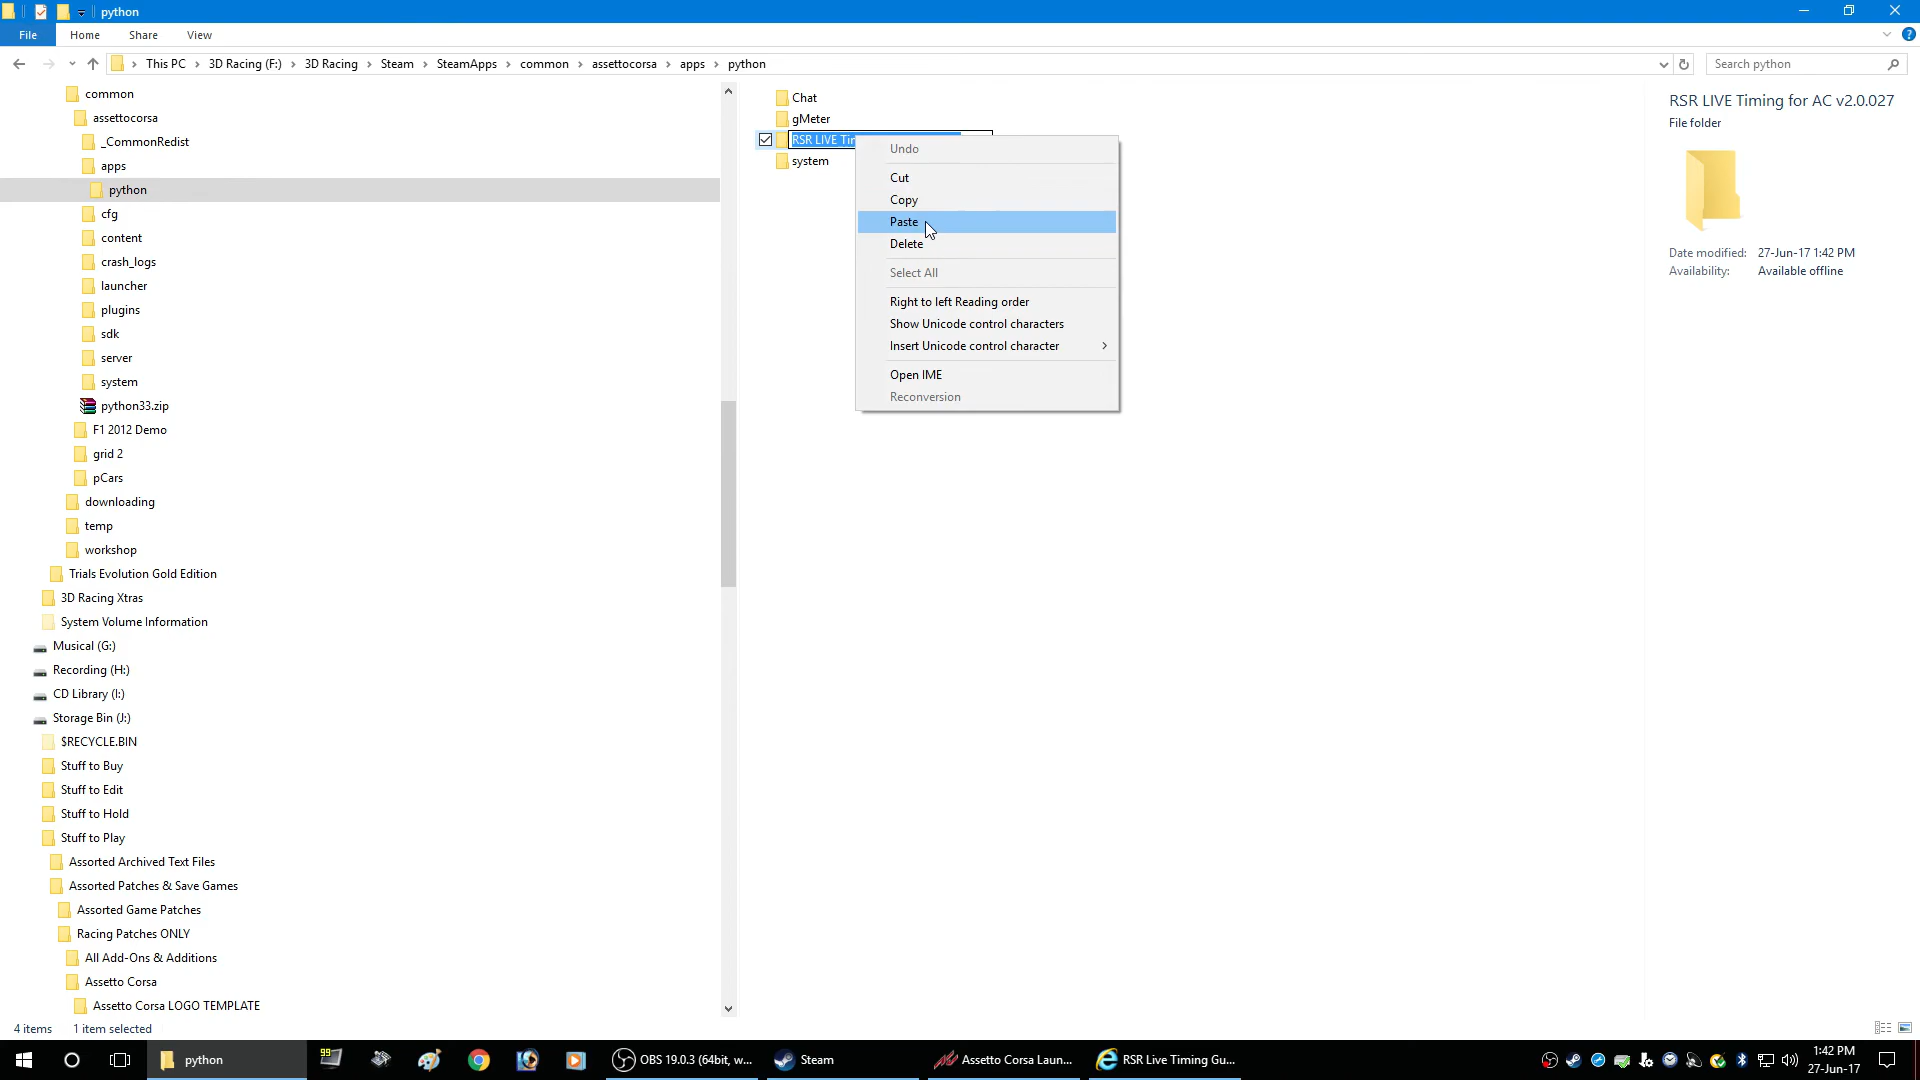 python
File
Home
Share
View
This PC
3D Racing (F:)
3D Racing
Steam
SteamApps
common
assettocorsa
apps
python
Search python
common
assettocorsa
_CommonRedist
apps
python
cfg
content
crash_logs
launcher
plugins
sdk
server
system
python33.zip
F1 2012 Demo
grid 2
pCars
downloading
temp
workshop
Trials Evolution Gold Edition
3D Racing Xtras
System Volume Information
Musical (G:)
Recording (H:)
CD Library (I:)
Storage Bin (J:)
$RECYCLE.BIN
Stuff to Buy
Stuff to Edit
Stuff to Hold
Stuff to Play
Assorted Archived Text Files
Assorted Patches & Save Games
Assorted Game Patches
Racing Patches ONLY
All Add-Ons & Additions
Assetto Corsa
Assetto Corsa LOGO TEMPLATE
Chat
gMeter
RSR LIVE Tim
system
Undo
Cut
Copy
Paste
Delete
Select All
Right to left Reading order
Show Unicode control characters
Insert Unicode control character
Open IME
Reconversion
RSR LIVE Timing for AC v2.0.027
File folder
Date modified: 27-Jun-17 1:42 PM
Availability: Available offline
4 items 1 item selected
python
99
OBS 19.0.3 (64bit, w...
Steam
Assetto Corsa Laun...
RSR Live Timing Gu...
1:42 PM
27-Jun-17